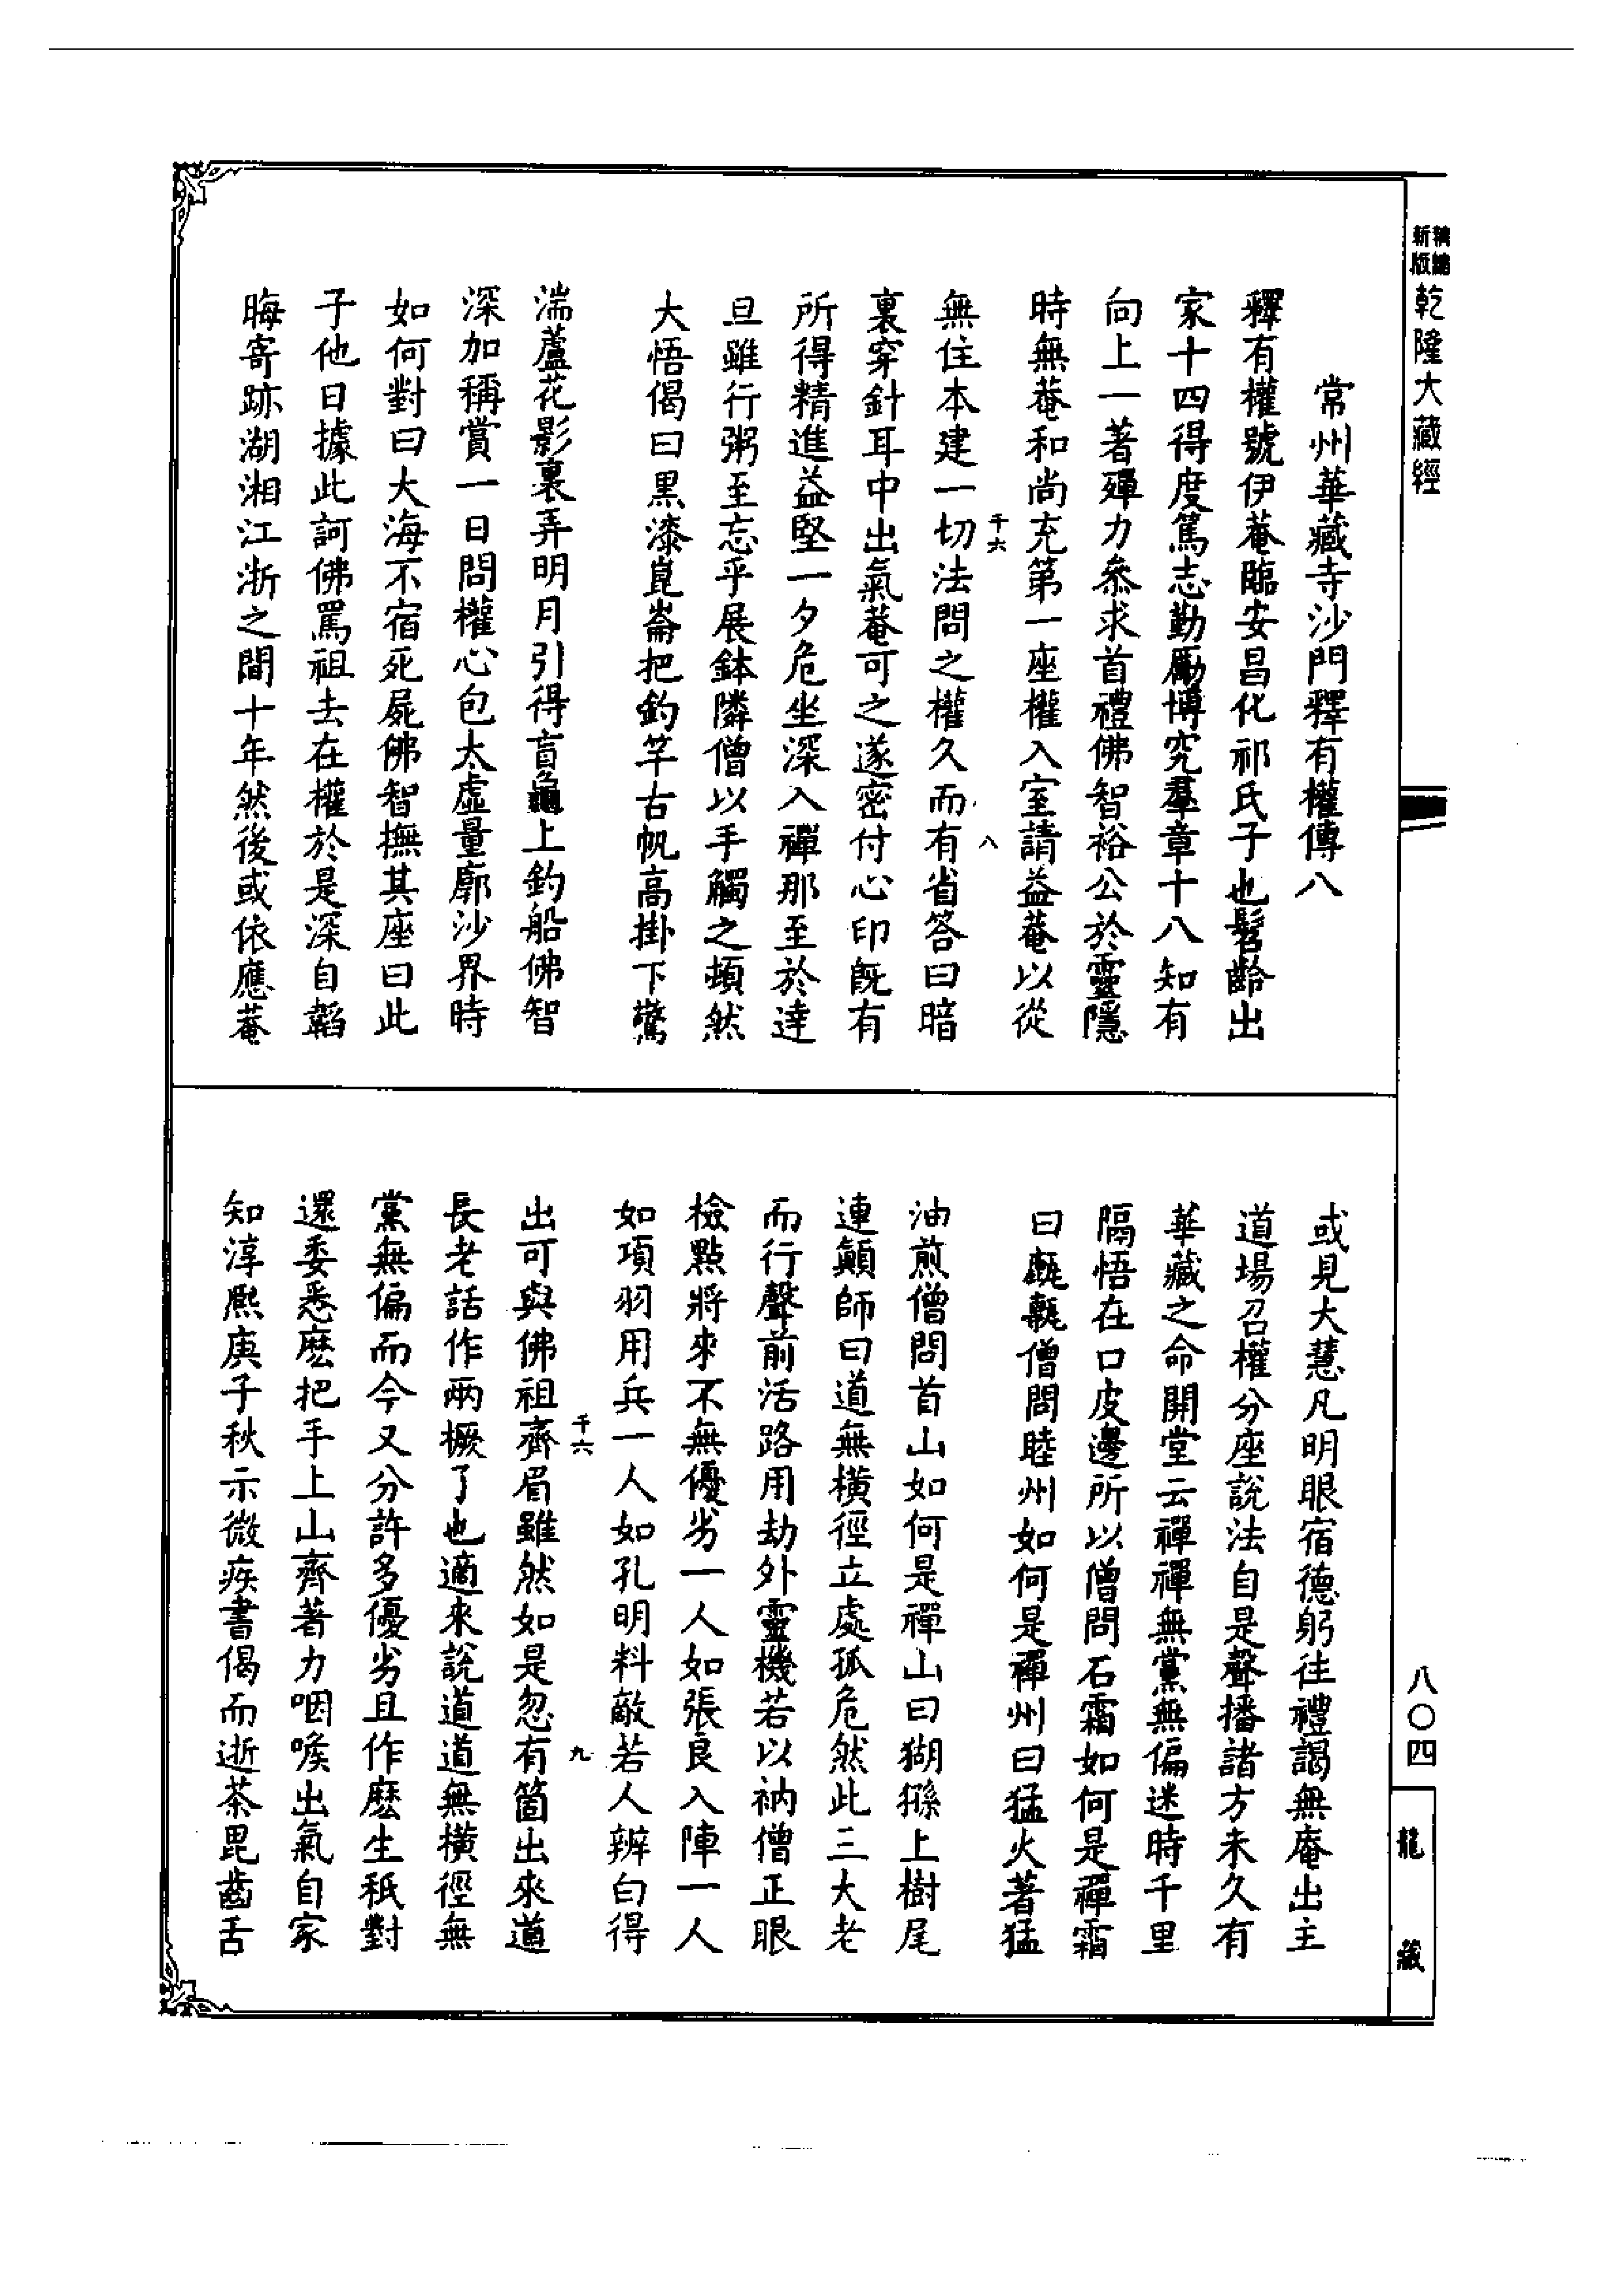 精縮
新版
乾隆大藏經
常州華藏寺沙門釋有權傳八
釋有權號伊菴臨安昌化祁氏子也髫齡出
家十四得度篤志勤勵博究羣章十八知有
向上一著殫力叅求首禮佛智裕公於靈隱
時無菴和尚充第一座權入室請益菴以從
千六
八
無住本建一切法問之權久而有省答曰暗
裏穿針耳中出氣菴可之遂密付心印旣有
所得精進益堅一夕危坐深入禪那至於達
旦雖行粥至忘乎展鉢隣僧以手觸之頓然
大悟偈曰黑漆崑崙把釣竿古帆高掛下驚
湍蘆花影裏弄明月引得盲龜上釣船佛智
深加稱賞一日問權心包太虛量廓沙界時
如何對曰大海不宿死屍佛智撫其座曰此
子他日據此訶佛罵祖去在權於是深自韜
晦寄跡湖湘江浙之間十年然後或依應菴
或見大慧凡明眼宿德躬往禮謁無庵出主
道場召權分座說法自是聲播諸方未久有
華藏之命開堂云禪禪無黨無偏迷時千里
隔悟在口皮邊所以僧問石霜如何是禪霜
曰㼾甎僧問睦州如何是禪州曰猛火著猛
油煎僧問首山如何是禪山曰猢猻上樹尾
連顛師曰道無橫徑立處孤危然此三大老
而行聲前活路用劫外靈機若以衲僧正眼
檢點將來不無優劣一人如張良入陣一人
如項羽用兵一人如孔明料敵若人辨白得
千六
九
出可與佛祖齊眉雖然如是忽有箇出來道
長老話作兩橛了也適來說道道無橫徑無
黨無偏而今又分許多優劣且作麽生秖對
還委悉麽把手上山齊著力咽喉出氣自家
知淳熙庚子秋示微疾書偈而逝茶毘齒舌
八〇四
龍藏